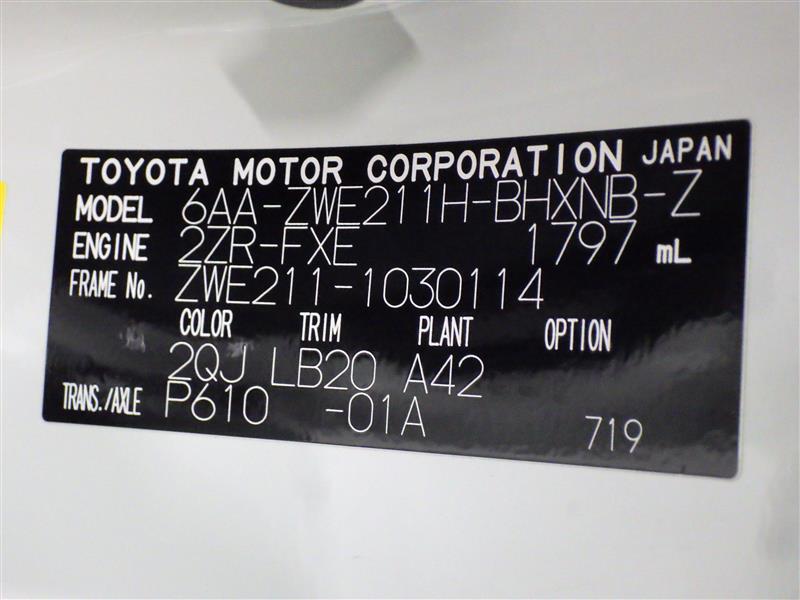 TOYOTA MOTOR CORPORATION JAPAN
MODEL 6AA-ZWE211H-BHXNB-Z
ENGINE 2ZR-FXE 1797 mL
FRAME No. ZWE211-1030114
COLOR TRIM PLANT OPTION
2QJ LB20 A42
TRANS./AXLE P610 -01A 719